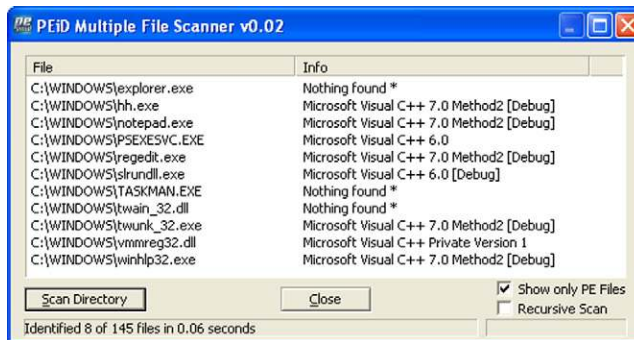 PEiD Multiple File Scanner v0.02
File Info
C:\WINDOWS\explorer.exe Nothing found *
C:\WINDOWS\hh.exe Microsoft Visual C++ 7.0 Method2 [Debug]
C:\WINDOWS\notepad.exe Microsoft Visual C++ 7.0 Method2 [Debug]
C:\WINDOWS\PSEXESVC.EXE Microsoft Visual C++ 6.0
C:\WINDOWS\regedit.exe Microsoft Visual C++ 7.0 Method2 [Debug]
C:\WINDOWS\slrundll.exe Microsoft Visual C++ 6.0 [Debug]
C:\WINDOWS\TASKMAN.EXE Nothing found *
C:\WINDOWS\twain_32.dll Nothing found *
C:\WINDOWS\twunk_32.exe Microsoft Visual C++ 7.0 Method2 [Debug]
C:\WINDOWS\vmmreg32.dll Microsoft Visual C++ Private Version 1
C:\WINDOWS\winhlp32.exe Microsoft Visual C++ 7.0 Method2 [Debug]
Scan Directory Close Show only PE Files
Recursive Scan
Identified 8 of 145 files in 0.06 seconds